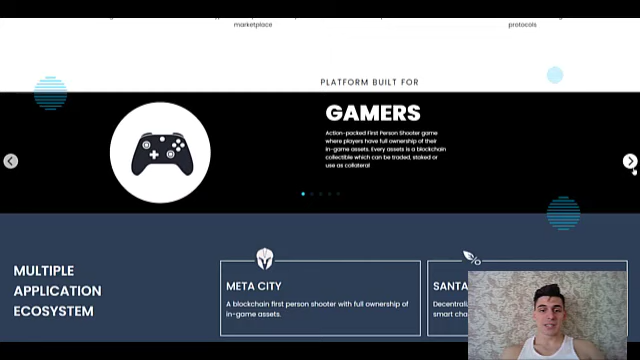 marketplace
protocols
PLATFORM BUILT FOR
GAMERS
Action-packed First Person Shooter game
where players have full ownership of their
in-game assets. Every assets is a blockchain
collectible which can be traded, staked or
use as collateral
MULTIPLE
APPLICATION
ECOSYSTEM
META CITY
A blockchain first person shooter with full ownership of
in-game assets.
SANTA
smart